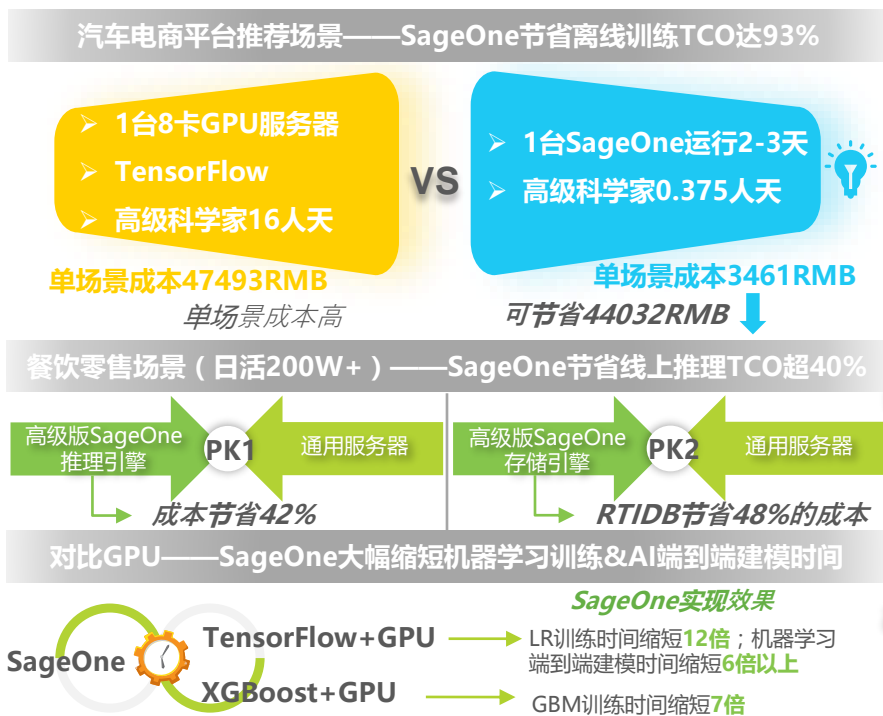 汽车电商平台推荐场景——SageOne节省离线训练TCO达93%
➢ 1台8卡GPU服务器
➢ TensorFlow
➢ 高级科学家16人天
VS
➢ 1台SageOne运行2-3天
➢ 高级科学家0.375人天
单场景成本47493RMB
单场景成本高
单场景成本3461RMB
可节省44032RMB
餐饮零售场景（日活200W+）——SageOne节省线上推理TCO超40%
高级版SageOne
推理引擎
PK1
通用服务器
成本节省42%
高级版SageOne
存储引擎
PK2
通用服务器
RTIDB节省48%的成本
对比GPU——SageOne大幅缩短机器学习训练&AI端到端建模时间
SageOne实现效果
SageOne
TensorFlow+GPU
LR训练时间缩短12倍；机器学习
端到端建模时间缩短6倍以上
XGBoost+GPU
GBM训练时间缩短7倍